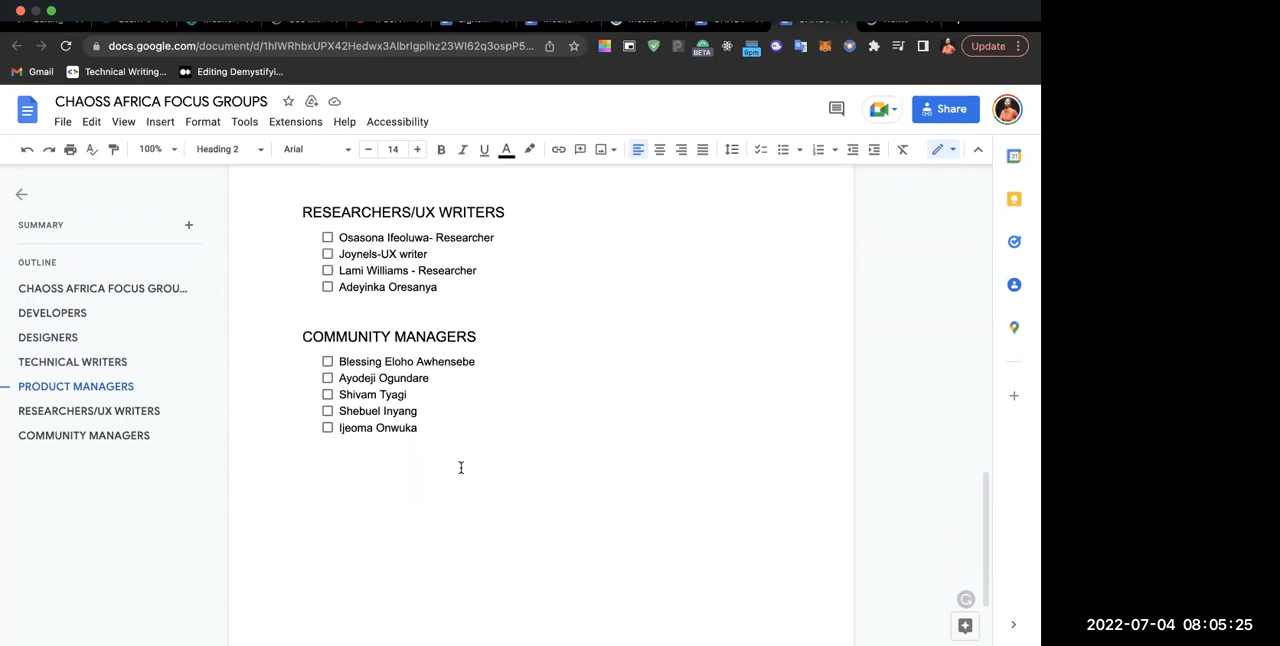 docs.google.com/document/d/1hIWRhbxUPX42Hedwx3AlbrIgplhz23WI62q3ospP5...
BETA
9pm
Update
Gmail
Technical Writing...
Editing Demystifyi...
CHAOSS AFRICA FOCUS GROUPS
File Edit View Insert Format Tools Extensions Help Accessibility
Share
100% Heading 2 Arial 14 B I U A
SUMMARY
OUTLINE
CHAOSS AFRICA FOCUS GROU...
DEVELOPERS
DESIGNERS
TECHNICAL WRITERS
PRODUCT MANAGERS
RESEARCHERS/UX WRITERS
COMMUNITY MANAGERS
RESEARCHERS/UX WRITERS
Osasona Ifeoluwa- Researcher
Joynels-UX writer
Lami Williams - Researcher
Adeyinka Oresanya
COMMUNITY MANAGERS
Blessing Eloho Awhensebe
Ayodeji Ogundare
Shivam Tyagi
Shebuel Inyang
Ijeoma Onwuka
2022-07-04 08:05:25